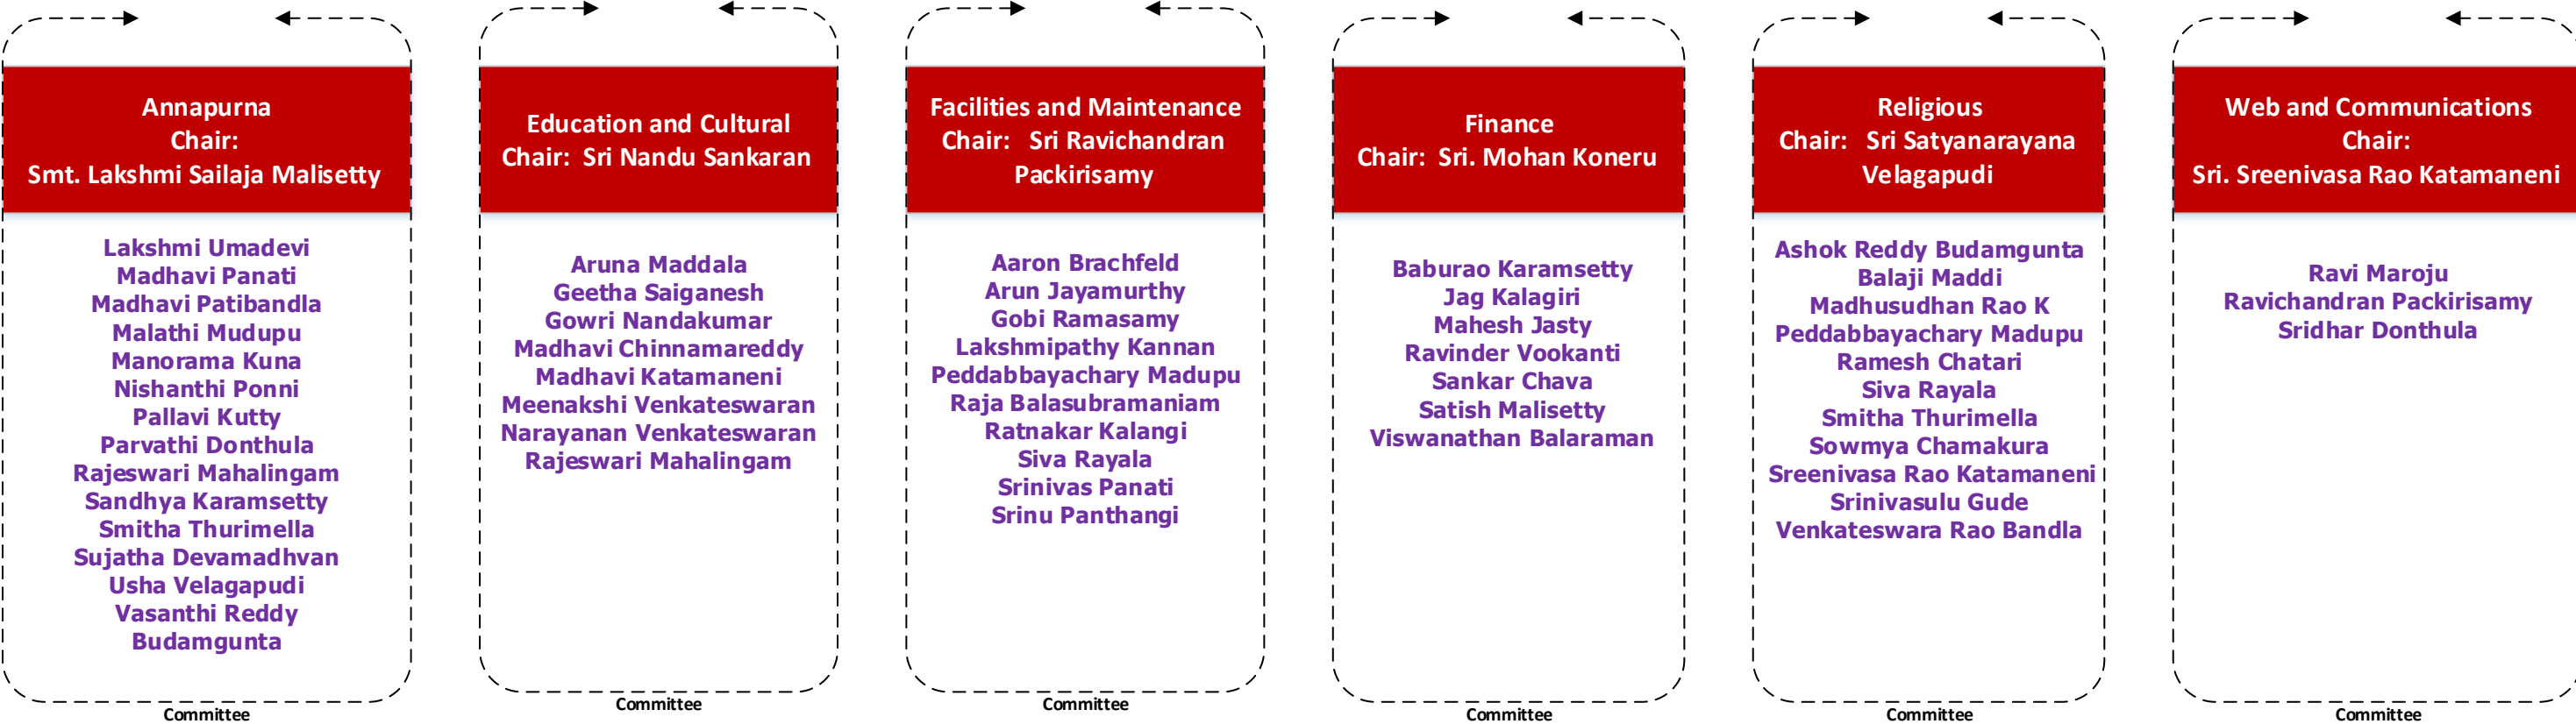 Annapurna
Chair:
Smt. Lakshmi Sailaja Malisetty
Lakshmi Umadevi
Madhavi Panati
Madhavi Patibandla
Malathi Mudupu
Manorama Kuna
Nishanthi Ponni
Pallavi Kutty
Parvathi Donthula
Rajeswari Mahalingam
Sandhya Karamsetty
Smitha Thurimella
Sujatha Devamadhvan
Usha Velagapudi
Vasanthi Reddy
Budamgunta
Committee
Education and Cultural
Chair: Sri Nandu Sankaran
Aruna Maddala
Geetha Saiganesh
Gowri Nandakumar
Madhavi Chinnamareddy
Madhavi Katamaneni
Meenakshi Venkateswaran
Narayanan Venkateswaran
Rajeswari Mahalingam
Committee
Facilities and Maintenance
Chair: Sri Ravichandran
Packirisamy
Aaron Brachfeld
Arun Jayamurthy
Gobi Ramasamy
Lakshmipathy Kannan
Peddabbayachary Madupu
Raja Balasubramaniam
Ratnakar Kalangi
Siva Rayala
Srinivas Panati
Srinu Panthangi
Committee
Finance
Chair: Sri. Mohan Koneru
Baburao Karamsetty
Jag Kalagiri
Mahesh Jasty
Ravinder Vookanti
Sankar Chava
Satish Malisetty
Viswanathan Balaraman
Committee
Religious
Chair: Sri Satyanarayana
Velagapudi
Ashok Reddy Budamgunta
Balaji Maddi
Madhusudhan Rao K
Peddabbayachary Madupu
Ramesh Chatari
Siva Rayala
Smitha Thurimella
Sowmya Chamakura
Sreenivasa Rao Katamaneni
Srinivasulu Gude
Venkateswara Rao Bandla
Committee
Web and Communications
Chair:
Sri. Sreenivasa Rao Katamaneni
Ravi Maroju
Ravichandran Packirisamy
Sridhar Donthula
Committee